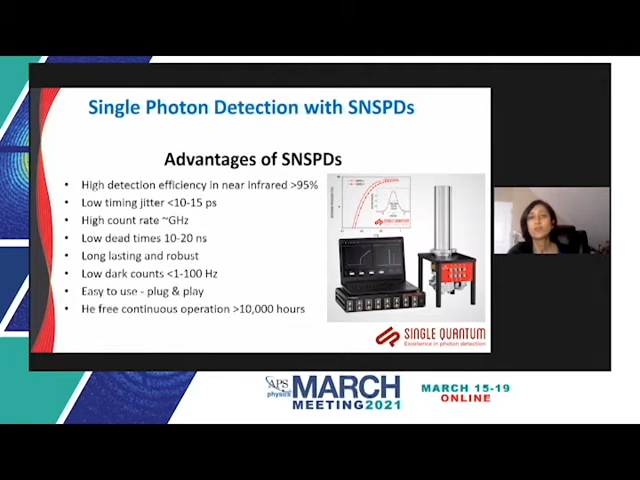 Single Photon Detection with SNSPDs
Advantages of SNSPDs
• High detection efficiency in near Infrared >95%
• Low timing jitter <10-15 ps
• High count rate ~GHz
• Low dead times 10-20 ns
• Long lasting and robust
• Low dark counts <1-100 Hz
• Easy to use - plug & play
• He free continuous operation >10,000 hours
SINGLE QUANTUM
Excellence in photon detection
APS
physics
MARCH
MEETING2021
MARCH 15-19
ONLINE